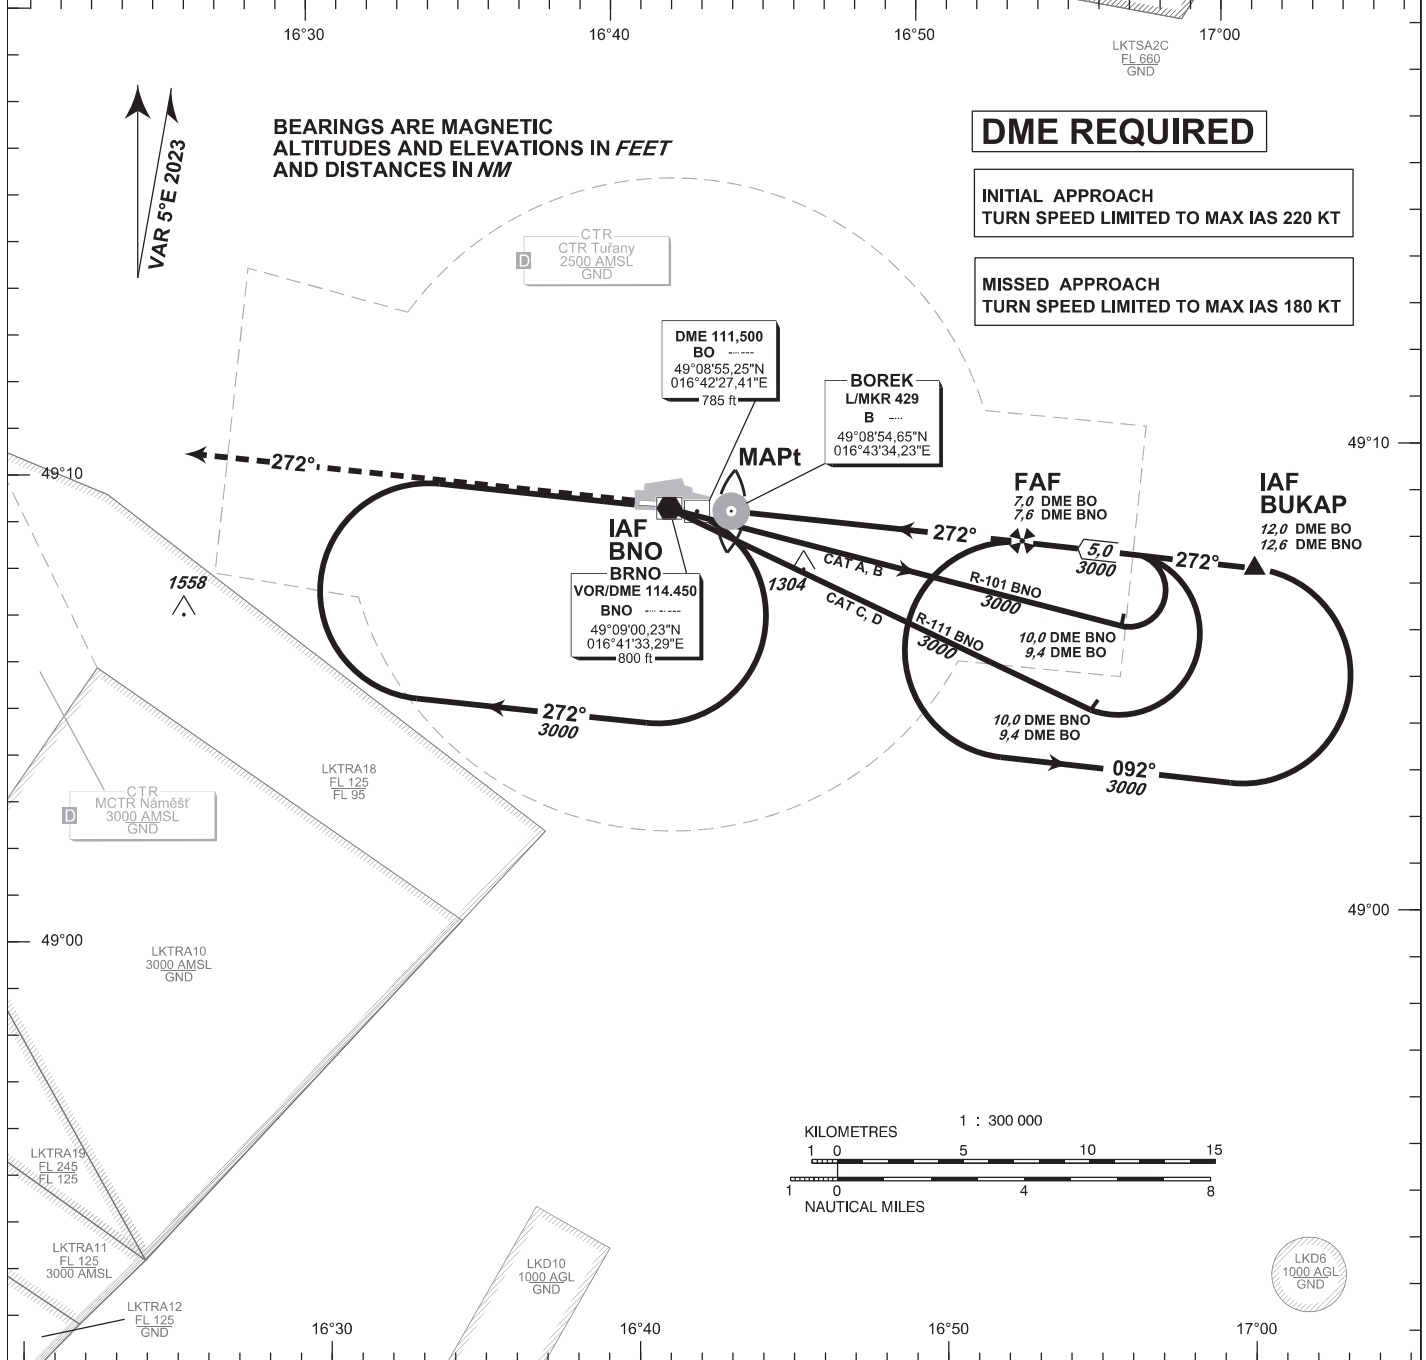 16°30'
16°40'
16°50'
17°00'
LKTSA2C
FL 660
GND
VAR 5°E 2023
BEARINGS ARE MAGNETIC
ALTITUDES AND ELEVATIONS IN FEET
AND DISTANCES IN NM
DME REQUIRED
INITIAL APPROACH
TURN SPEED LIMITED TO MAX IAS 220 KT
MISSED APPROACH
TURN SPEED LIMITED TO MAX IAS 180 KT
CTR
CTR Tuřany
D
2500 AMSL
GND
DME 111,500
BO
49°08'55,25"N
016°42'27,41"E
785 ft
BOREK
L/MKR 429
B
49°08'54,65"N
016°43'34,23"E
MAPt
49°10
49°10
272°
FAF
7,0 DME BO
7,6 DME BNO
IAF
BUKAP
12,0 DME BO
12,6 DME BNO
IAF
BNO
272°
5,0
3000
272°
BRNO
VOR/DME 114.450
BNO
49°09'00,23"N
016°41'33,29"E
800 ft
1558
1304
CAT A, B
CAT C, D
R-101 BNO
3000
R-111 BNO
3000
10,0 DME BNO
9,4 DME BO
10,0 DME BNO
9,4 DME BO
272°
3000
092°
3000
LKTRA18
FL 125
FL 95
CTR
MCTR Náměšť
D
3000 AMSL
GND
49°00
49°00
LKTRA10
3000 AMSL
GND
1 : 300 000
KILOMETRES
1 0 5 10 15
1 0 4 8
NAUTICAL MILES
LKTRA19
FL 245
FL 125
LKTRA11
FL 125
3000 AMSL
LKTRA12
FL 125
GND
LKD10
1000 AGL
GND
LKD6
1000 AGL
GND
16°30'
16°40'
16°50'
17°00'